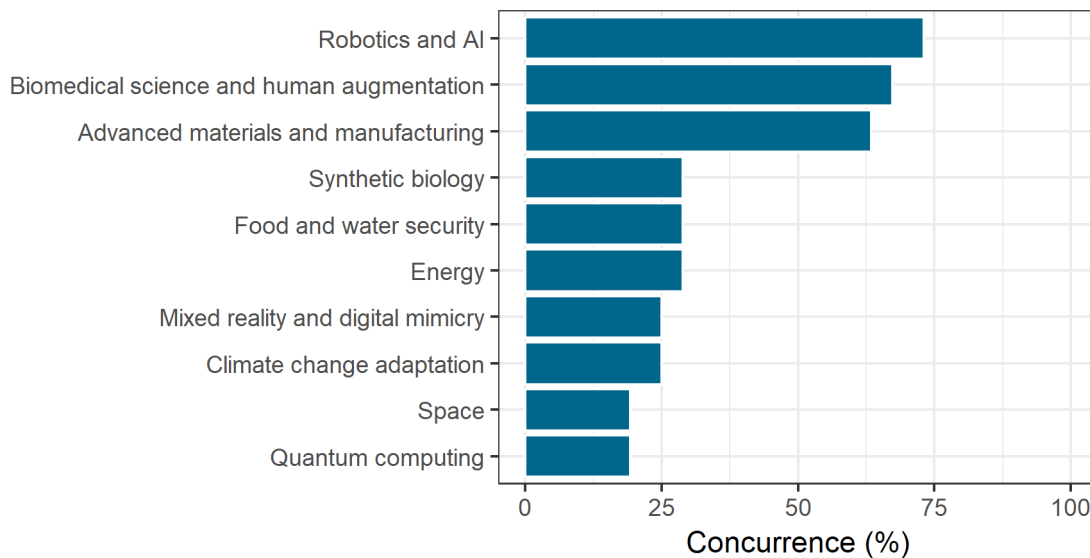 Robotics and AI
Biomedical science and human augmentation
Advanced materials and manufacturing
Synthetic biology
Food and water security
Energy
Mixed reality and digital mimicry
Climate change adaptation
Space
Quantum computing
0 25 50 75 100
Concurrence (%)